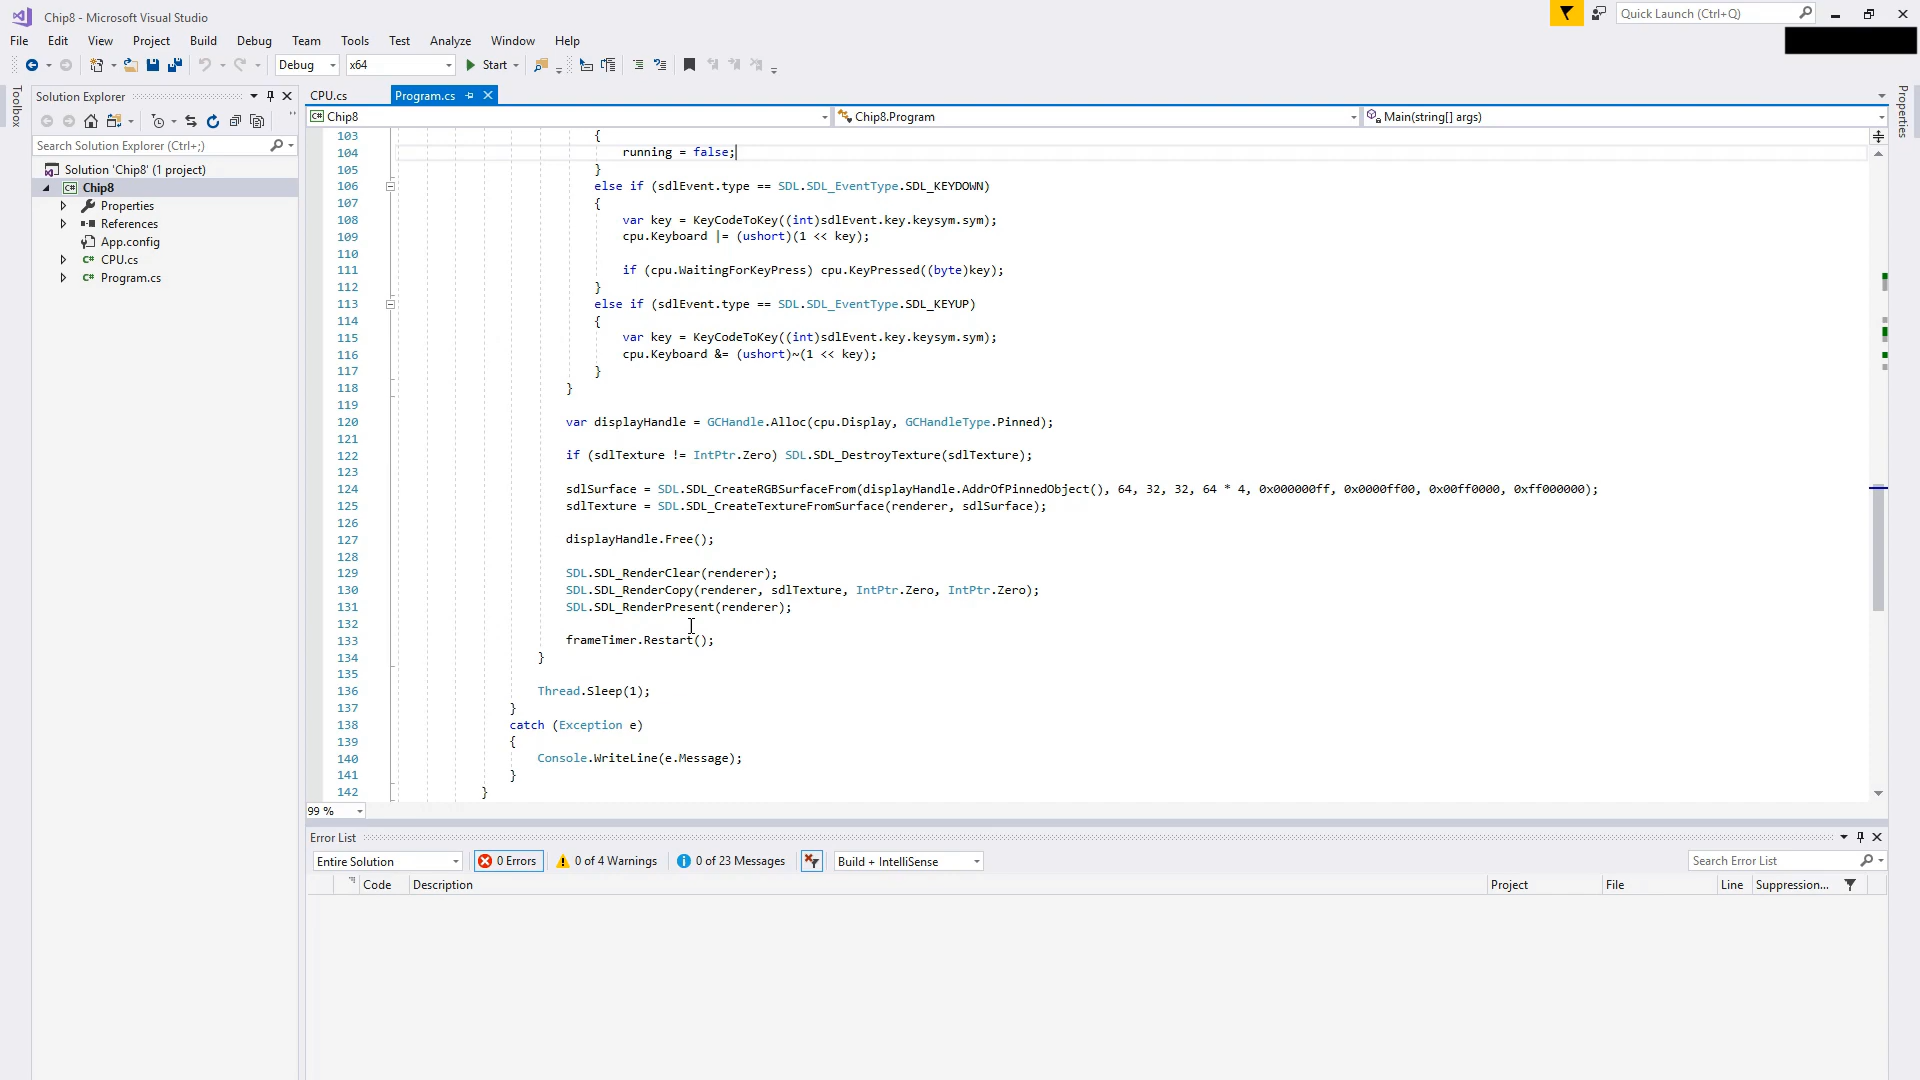 Chip8 - Microsoft Visual Studio
Quick Launch (Ctrl+Q)
File Edit View Project Build Debug Team Tools Test Analyze Window Help
Debug x64 Start
Toolbox
Solution Explorer
Search Solution Explorer (Ctrl+;)
Solution 'Chip8' (1 project)
Chip8
Properties
References
App.config
C# CPU.cs
C# Program.cs
CPU.cs Program.cs
Properties
C# Chip8 Chip8.Program Main(string[] args)
103 {
104 running = false;
105 }
106 else if (sdlEvent.type == SDL.SDL_EventType.SDL_KEYDOWN)
107 {
108 var key = KeyCodeToKey((int)sdlEvent.key.keysym.sym);
109 cpu.Keyboard |= (ushort)(1 << key);
110
111 if (cpu.WaitingForKeyPress) cpu.KeyPressed((byte)key);
112 }
113 else if (sdlEvent.type == SDL.SDL_EventType.SDL_KEYUP)
114 {
115 var key = KeyCodeToKey((int)sdlEvent.key.keysym.sym);
116 cpu.Keyboard &= (ushort)~(1 << key);
117 }
118 }
119
120 var displayHandle = GCHandle.Alloc(cpu.Display, GCHandleType.Pinned);
121
122 if (sdlTexture != IntPtr.Zero) SDL.SDL_DestroyTexture(sdlTexture);
123
124 sdlSurface = SDL.SDL_CreateRGBSurfaceFrom(displayHandle.AddrOfPinnedObject(), 64, 32, 32, 64 * 4, 0x000000ff, 0x0000ff00, 0x00ff0000, 0xff000000);
125 sdlTexture = SDL.SDL_CreateTextureFromSurface(renderer, sdlSurface);
126
127 displayHandle.Free();
128
129 SDL.SDL_RenderClear(renderer);
130 SDL.SDL_RenderCopy(renderer, sdlTexture, IntPtr.Zero, IntPtr.Zero);
131 SDL.SDL_RenderPresent(renderer);
132
133 frameTimer.Restart();
134 }
135
136 Thread.Sleep(1);
137 }
138 catch (Exception e)
139 {
140 Console.WriteLine(e.Message);
141 }
142 }
99 %
Error List
Entire Solution 0 Errors 0 of 4 Warnings 0 of 23 Messages Build + IntelliSense Search Error List
Code Description Project File Line Suppression...